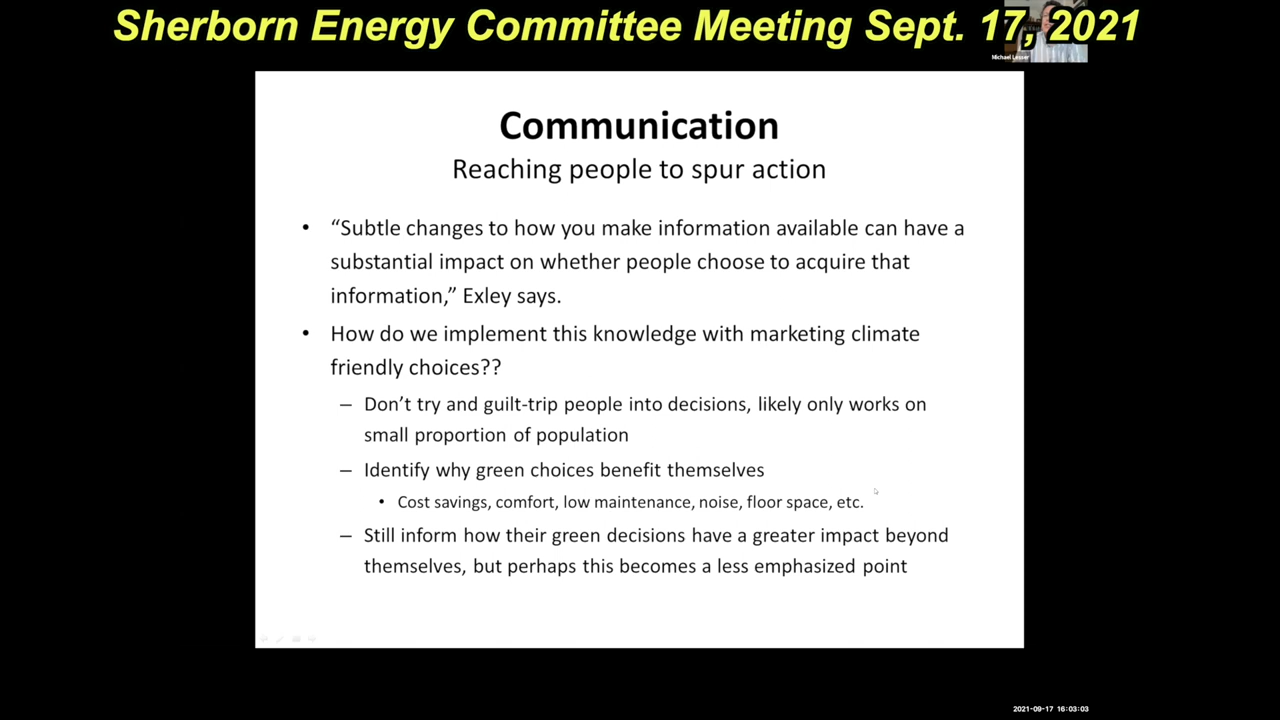 Sherborn Energy Committee Meeting Sept. 17, 2021
Michael Lesser
Communication
Reaching people to spur action
• “Subtle changes to how you make information available can have a
substantial impact on whether people choose to acquire that
information,” Exley says.
• How do we implement this knowledge with marketing climate
friendly choices??
– Don’t try and guilt-trip people into decisions, likely only works on
small proportion of population
– Identify why green choices benefit themselves
• Cost savings, comfort, low maintenance, noise, floor space, etc.
– Still inform how their green decisions have a greater impact beyond
themselves, but perhaps this becomes a less emphasized point
2021-09-17 16:03:03